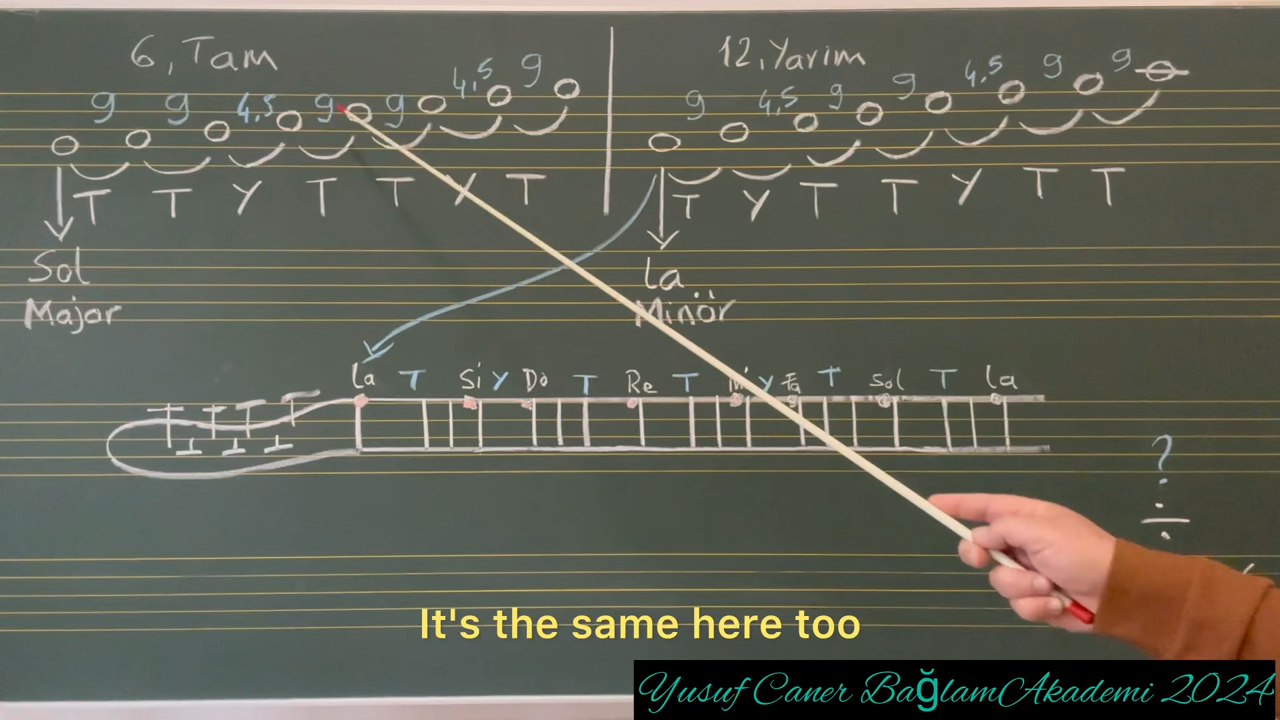 6, Tam
9 9 4,5 9 9 4,5 9
T T Y T T Y T
Sol
Major
12, Yarım
9 4,5 9 9 4,5 9 9
T Y T T Y T T
La
Minör
La T Si Y Do T Re T Mi Y Fa T Sol T La
?
It's the same here too
Yusuf Caner BağlamAkademi 2024